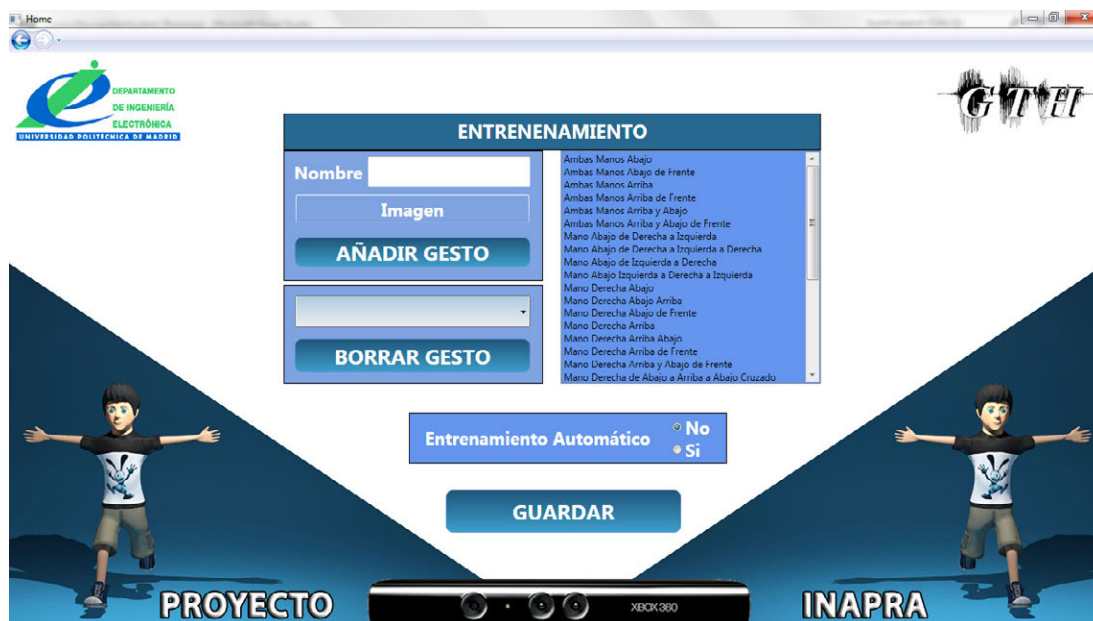 Home
DEPARTAMENTO
DE INGENIERÍA
ELECTRÓNICA
UNIVERSIDAD POLITÉCNICA DE MADRID
GTH
ENTRENENAMIENTO
Nombre
Imagen
AÑADIR GESTO
BORRAR GESTO
Ambas Manos Abajo
Ambas Manos Abajo de Frente
Ambas Manos Arriba
Ambas Manos Arriba de Frente
Ambas Manos Arriba y Abajo
Ambas Manos Arriba y Abajo de Frente
Mano Abajo de Derecha a Izquierda
Mano Abajo de Derecha a Izquierda a Derecha
Mano Abajo de Izquierda a Derecha
Mano Abajo Izquierda a Derecha a Izquierda
Mano Derecha Abajo
Mano Derecha Abajo Arriba
Mano Derecha Abajo de Frente
Mano Derecha Arriba
Mano Derecha Arriba Abajo
Mano Derecha Arriba de Frente
Mano Derecha Arriba y Abajo de Frente
Mano Derecha de Abajo a Arriba a Abajo Cruzado
Entrenamiento Automático
No
Si
GUARDAR
PROYECTO
XBOX 360
INAPRA